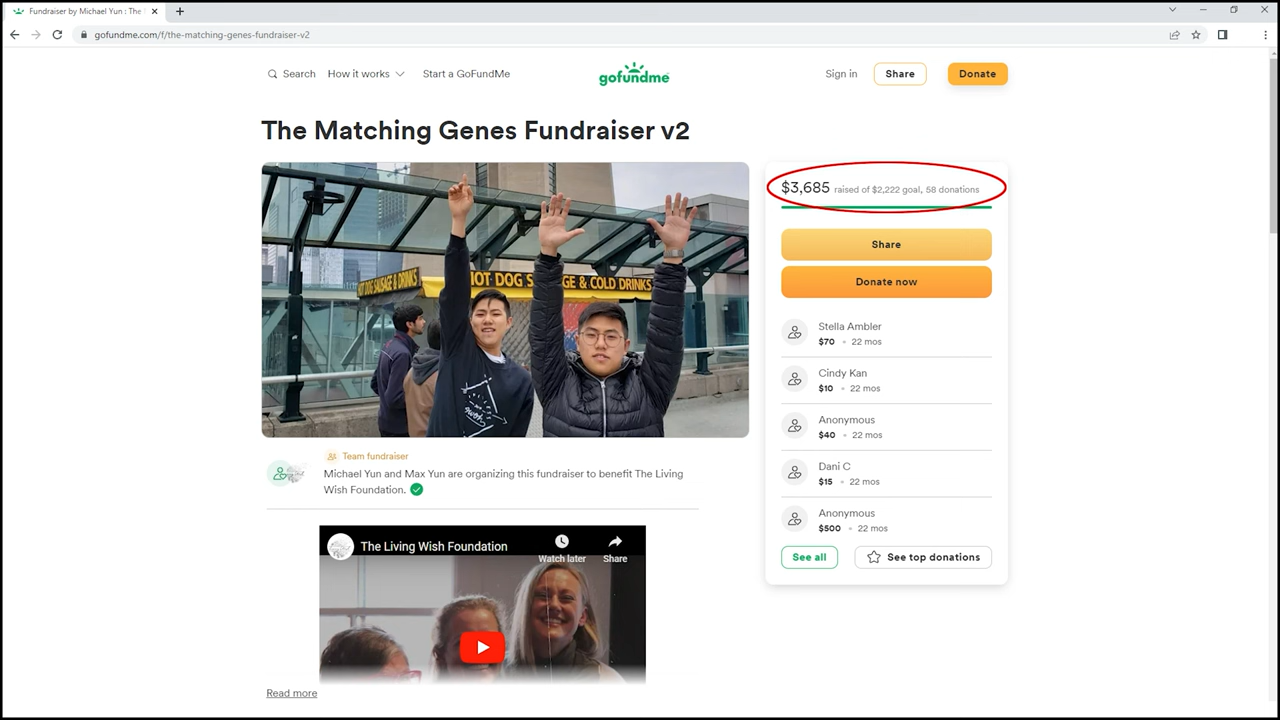 Fundraiser by Michael Yun : The
gofundme.com/f/the-matching-genes-fundraiser-v2
Search How it works Start a GoFundMe gofundme Sign in Share Donate
The Matching Genes Fundraiser v2
$3,685 raised of $2,222 goal, 58 donations
Share
Donate now
HOT DOG SAUSAGE & DRINKS
HOT DOG SAUSAGE & COLD DRINKS
Stella Ambler
$70 • 22 mos
Cindy Kan
$10 • 22 mos
Anonymous
$40 • 22 mos
Dani C
$15 • 22 mos
Anonymous
$500 • 22 mos
See all See top donations
Team fundraiser
Michael Yun and Max Yun are organizing this fundraiser to benefit The Living
Wish Foundation.
The Living Wish Foundation
Watch later Share
Read more